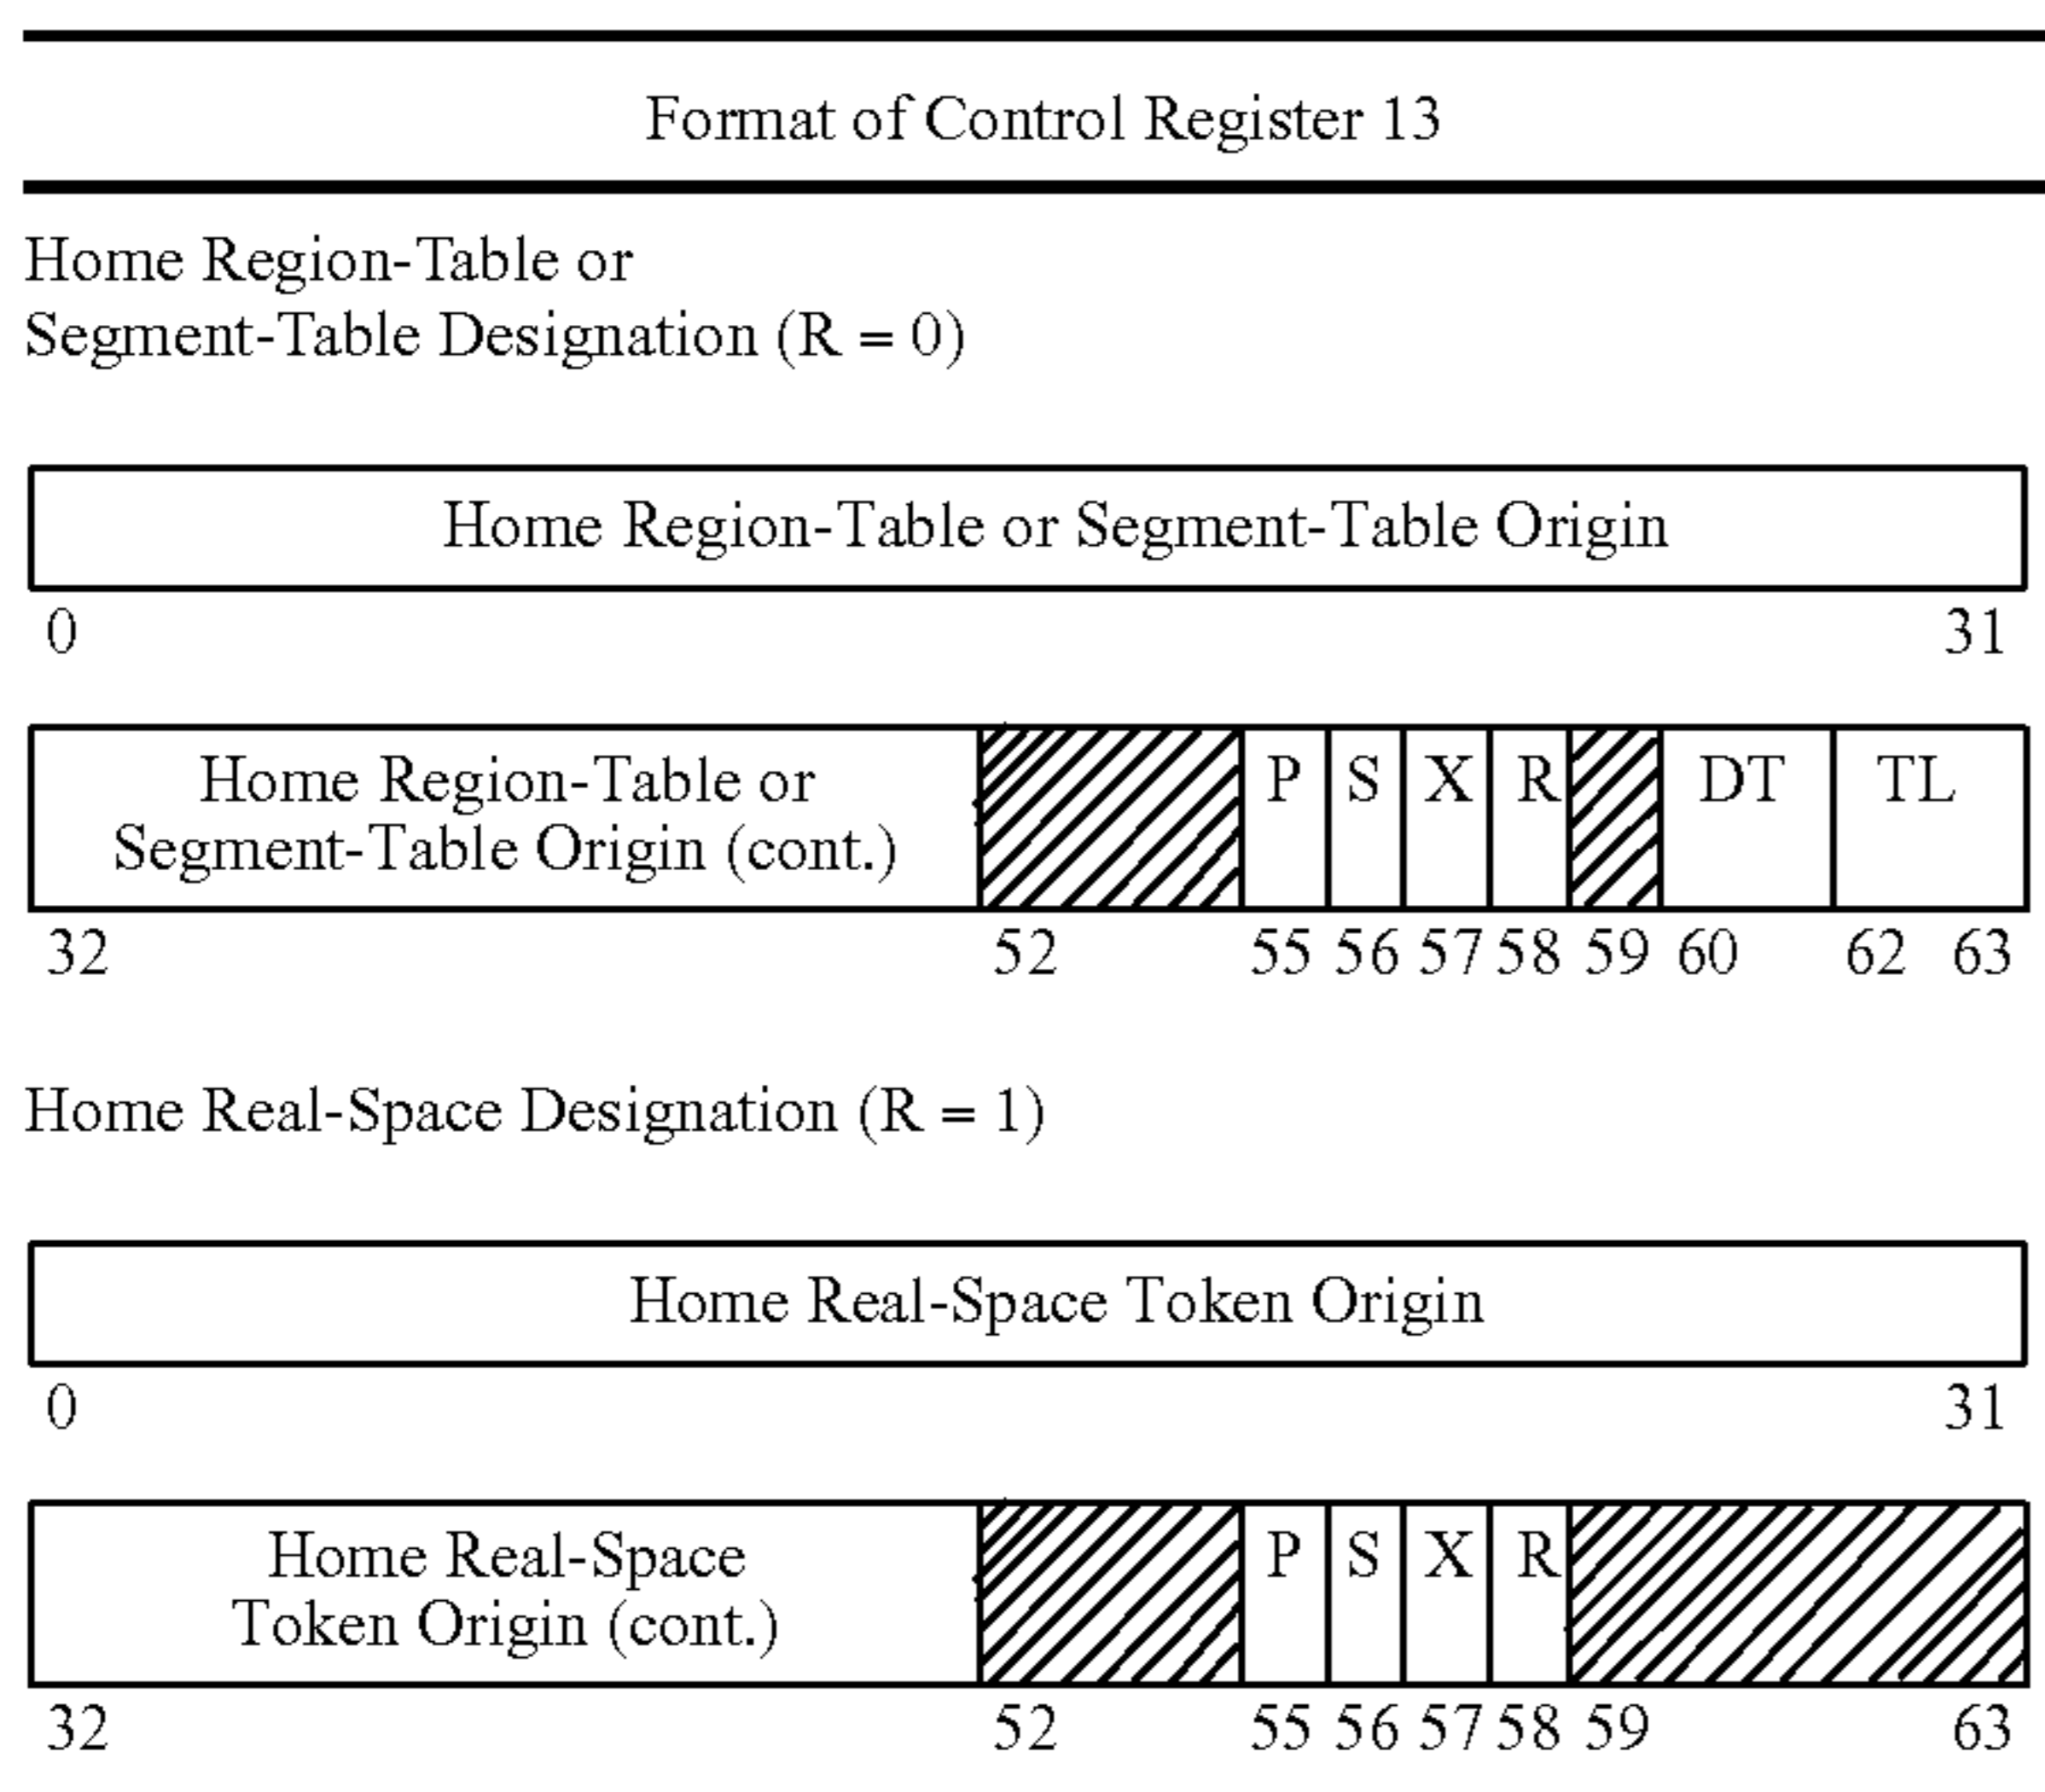 Format of Control Register 13
Home Region-Table or
Segment-Table Designation (R = 0)
Home Region-Table or Segment-Table Origin
0 31
Home Region-Table or
Segment-Table Origin (cont.)
P S X R DT TL
32 52 55 56 57 58 59 60 62 63
Home Real-Space Designation (R = 1)
Home Real-Space Token Origin
0 31
Home Real-Space
Token Origin (cont.)
P S X R
32 52 55 56 57 58 59 63